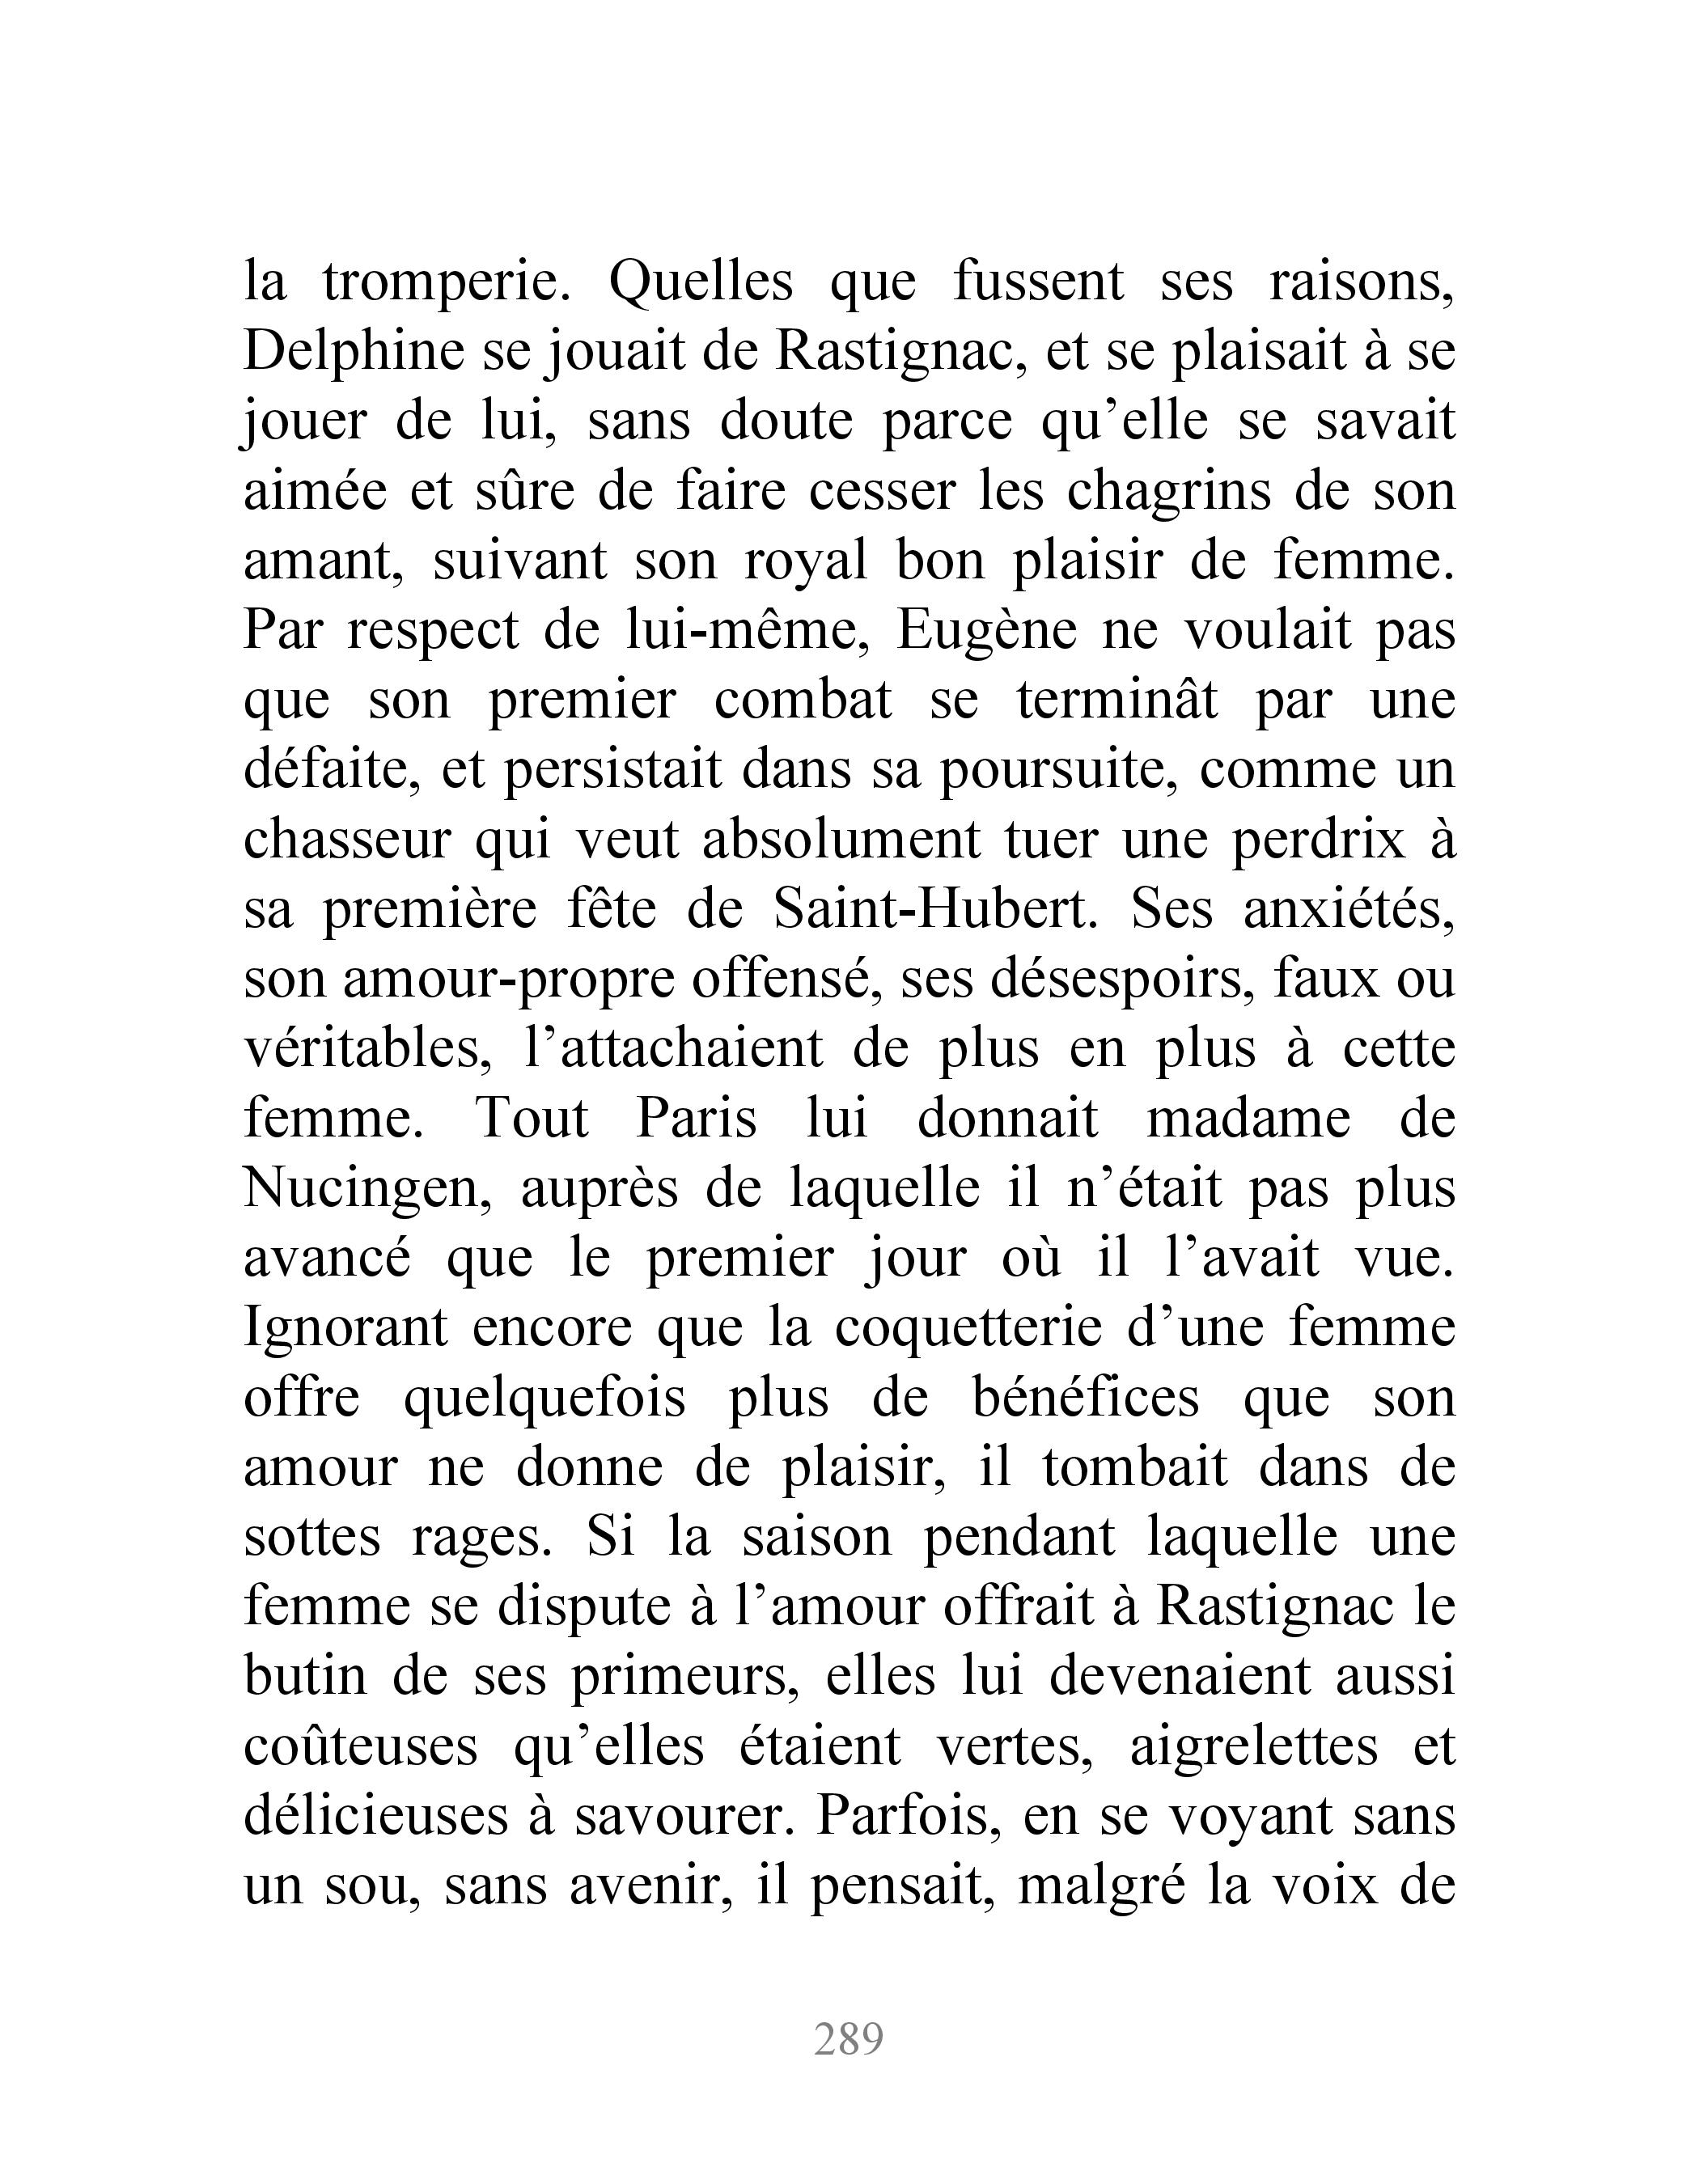 la tromperie. Quelles que fussent ses raisons,
Delphine se jouait de Rastignac, et se plaisait à se
jouer de lui, sans doute parce qu’elle se savait
aimée et sûre de faire cesser les chagrins de son
amant, suivant son royal bon plaisir de femme.
Par respect de lui-même, Eugène ne voulait pas
que son premier combat se terminât par une
défaite, et persistait dans sa poursuite, comme un
chasseur qui veut absolument tuer une perdrix à
sa première fête de Saint-Hubert. Ses anxiétés,
son amour-propre offensé, ses désespoirs, faux ou
véritables, l’attachaient de plus en plus à cette
femme. Tout Paris lui donnait madame de
Nucingen, auprès de laquelle il n’était pas plus
avancé que le premier jour où il l’avait vue.
Ignorant encore que la coquetterie d’une femme
offre quelquefois plus de bénéfices que son
amour ne donne de plaisir, il tombait dans de
sottes rages. Si la saison pendant laquelle une
femme se dispute à l’amour offrait à Rastignac le
butin de ses primeurs, elles lui devenaient aussi
coûteuses qu’elles étaient vertes, aigrelettes et
délicieuses à savourer. Parfois, en se voyant sans
un sou, sans avenir, il pensait, malgré la voix de
289